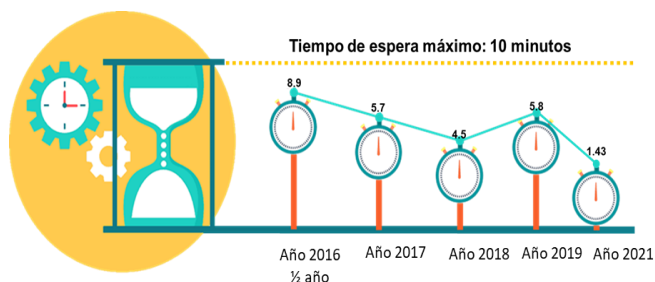 Tiempo de espera máximo: 10 minutos
8.9
5.7
4.5
5.8
1.43
Año 2016
½ año
Año 2017
Año 2018
Año 2019
Año 2021